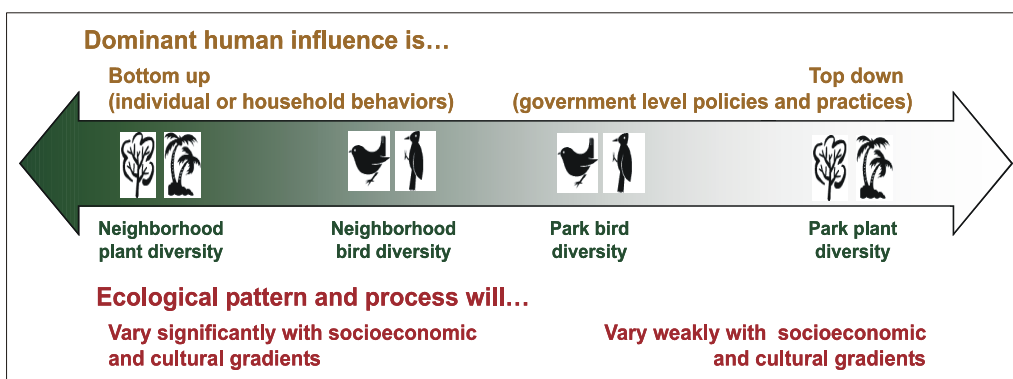 Dominant human influence is…
Bottom up
(individual or household behaviors)
Top down
(government level policies and practices)
Neighborhood
plant diversity
Neighborhood
bird diversity
Park bird
diversity
Park plant
diversity
Ecological pattern and process will…
Vary significantly with socioeconomic
and cultural gradients
Vary weakly with socioeconomic
and cultural gradients